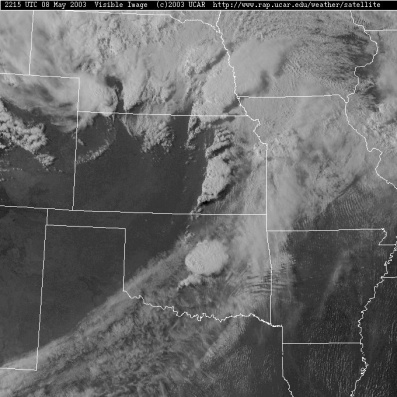 2215 UTC 08 May 2003 Visible Image (c)2003 UCAR http://www.rap.ucar.edu/weather/satellite